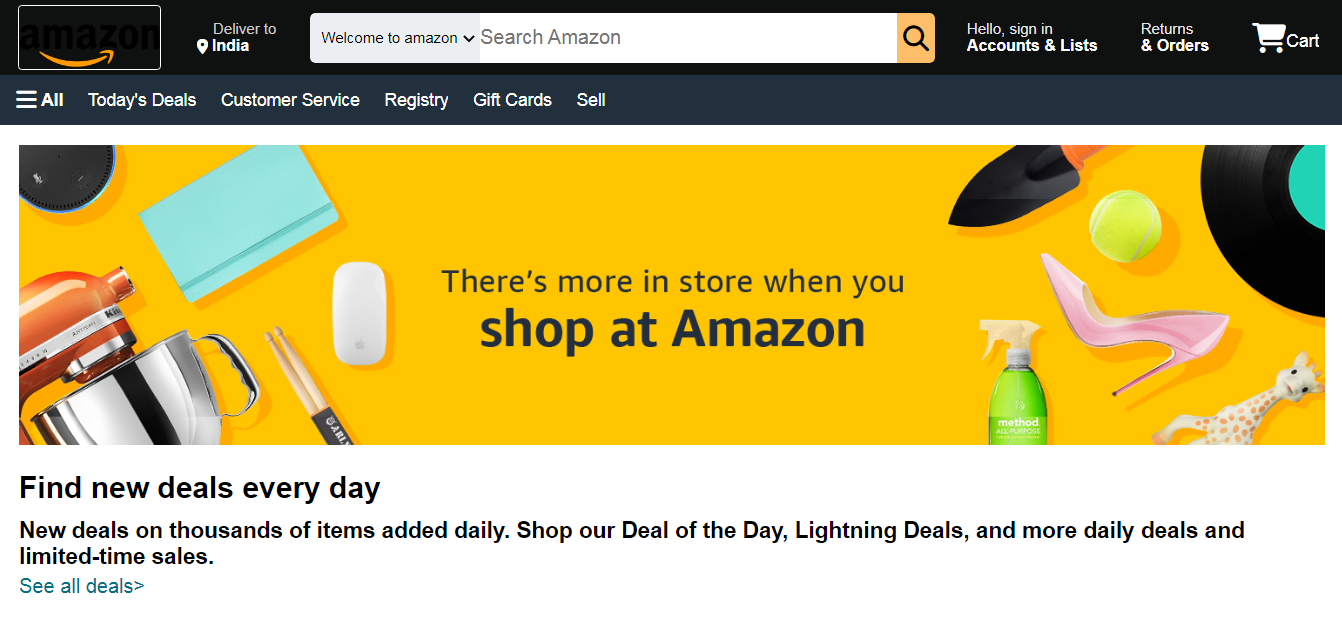 amazon
Deliver to
India
Welcome to amazon
Search Amazon
Hello, sign in
Accounts & Lists
Returns
& Orders
Cart
All
Today's Deals
Customer Service
Registry
Gift Cards
Sell
There's more in store when you
shop at Amazon
method
ALL-PURPOSE
Find new deals every day
New deals on thousands of items added daily. Shop our Deal of the Day, Lightning Deals, and more daily deals and
limited-time sales.
See all deals>